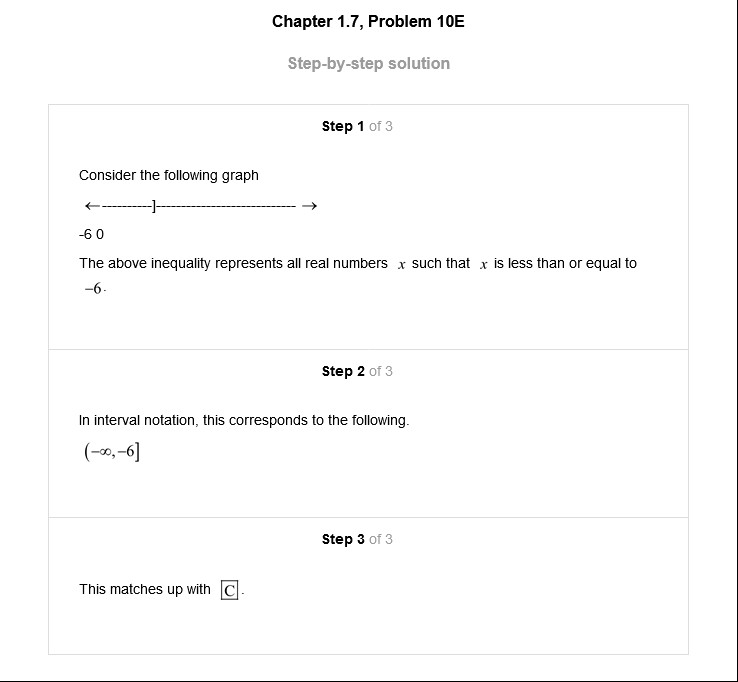 Chapter 1.7, Problem 10E
Step-by-step solution
Step 1 of 3
Consider the following graph
←----------]---------------------------- →
-6 0
The above inequality represents all real numbers x such that x is less than or equal to
−6.
Step 2 of 3
In interval notation, this corresponds to the following.
(−∞,−6]
Step 3 of 3
This matches up with C.